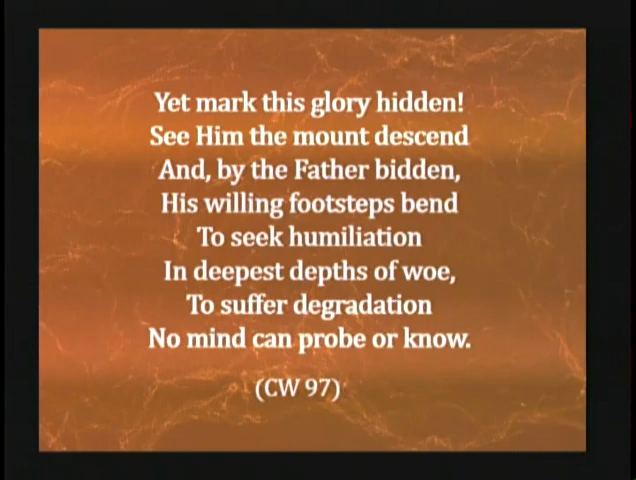 Yet mark this glory hidden!
See Him the mount descend
And, by the Father bidden,
His willing footsteps bend
To seek humiliation
In deepest depths of woe,
To suffer degradation
No mind can probe or know.
(CW 97)